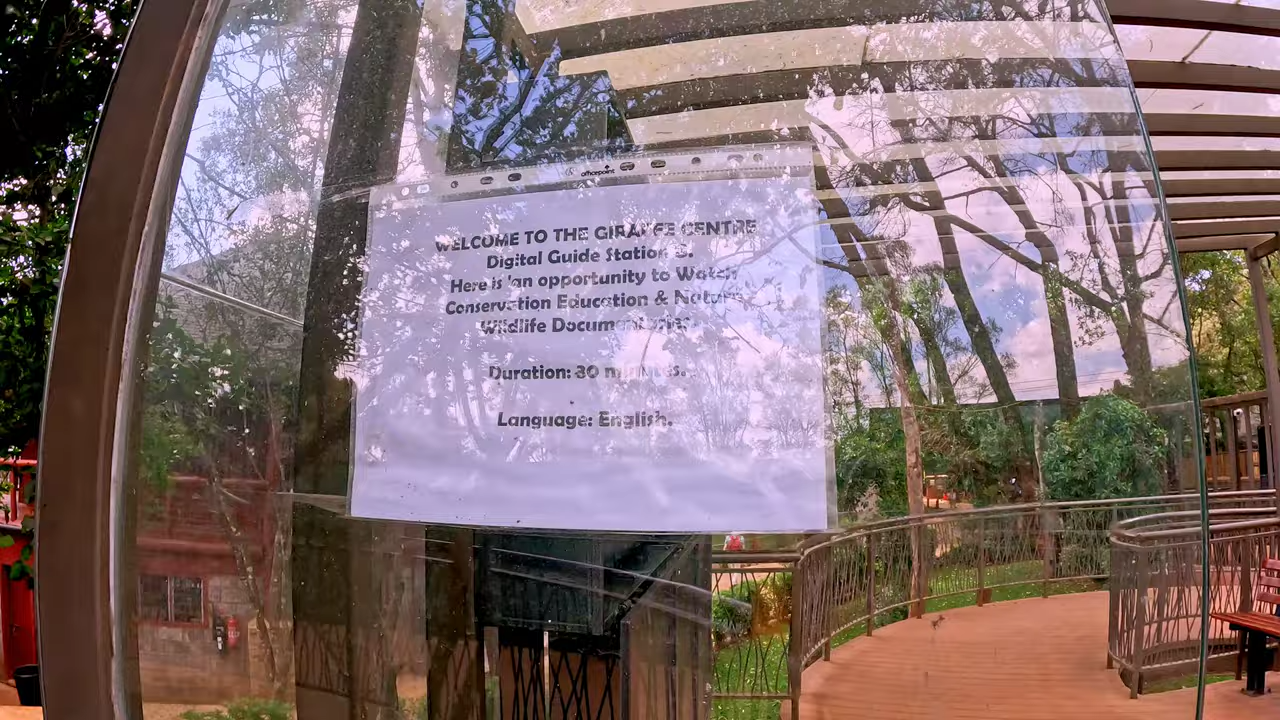 officepoint
WELCOME TO THE GIRAFFE CENTRE
Digital Guide Station 3.
Here is an opportunity to Watch
Conservation Education & Nature
Wildlife Documentaries.
Duration: 30 minutes.
Language: English.